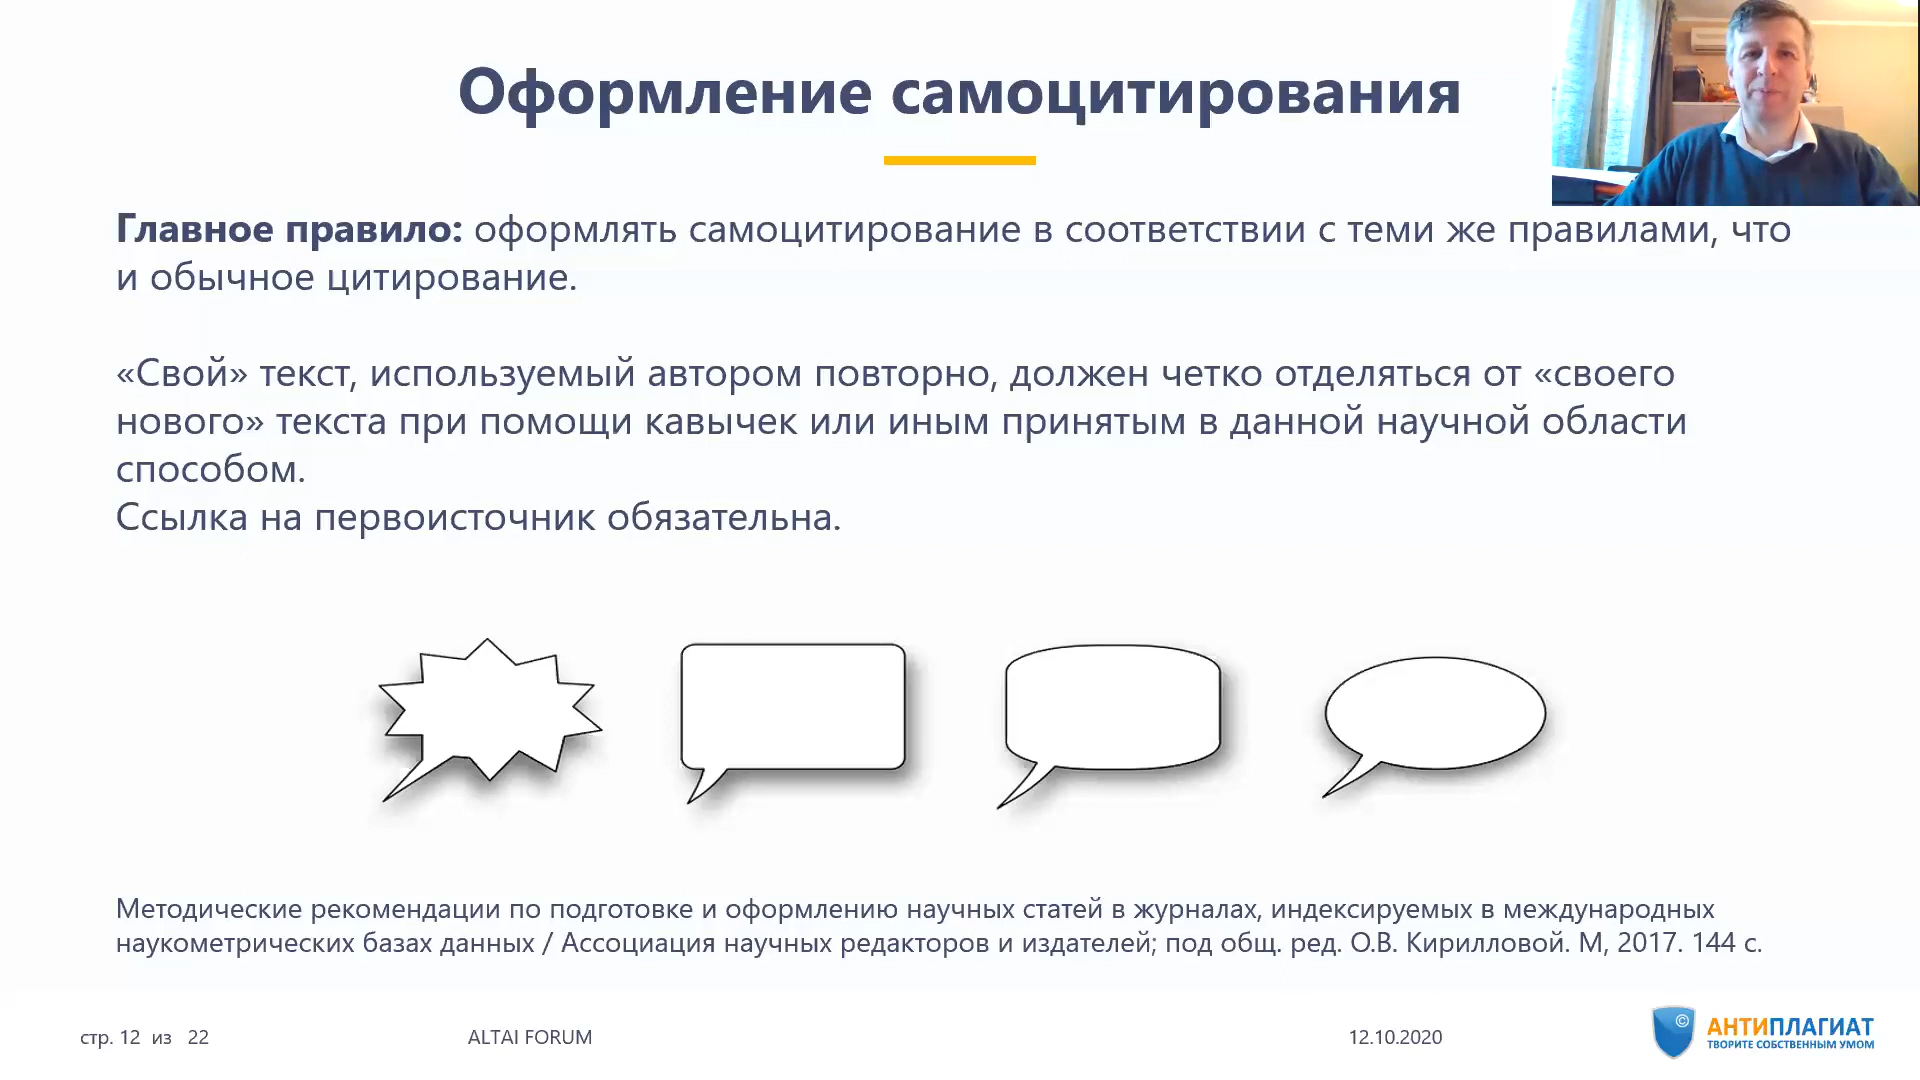 Оформление самоцитирования
Главное правило: оформлять самоцитирование в соответствии с теми же правилами, что
и обычное цитирование.
«Свой» текст, используемый автором повторно, должен четко отделяться от «своего
нового» текста при помощи кавычек или иным принятым в данной научной области
способом.
Ссылка на первоисточник обязательна.
Методические рекомендации по подготовке и оформлению научных статей в журналах, индексируемых в международных
наукометрических базах данных / Ассоциация научных редакторов и издателей; под общ. ред. О.В. Кирилловой. М, 2017. 144 с.
стр. 12 из 22
ALTAI FORUM
12.10.2020
©
АНТИПЛАГИАТ
ТВОРИТЕ СОБСТВЕННЫМ УМОМ